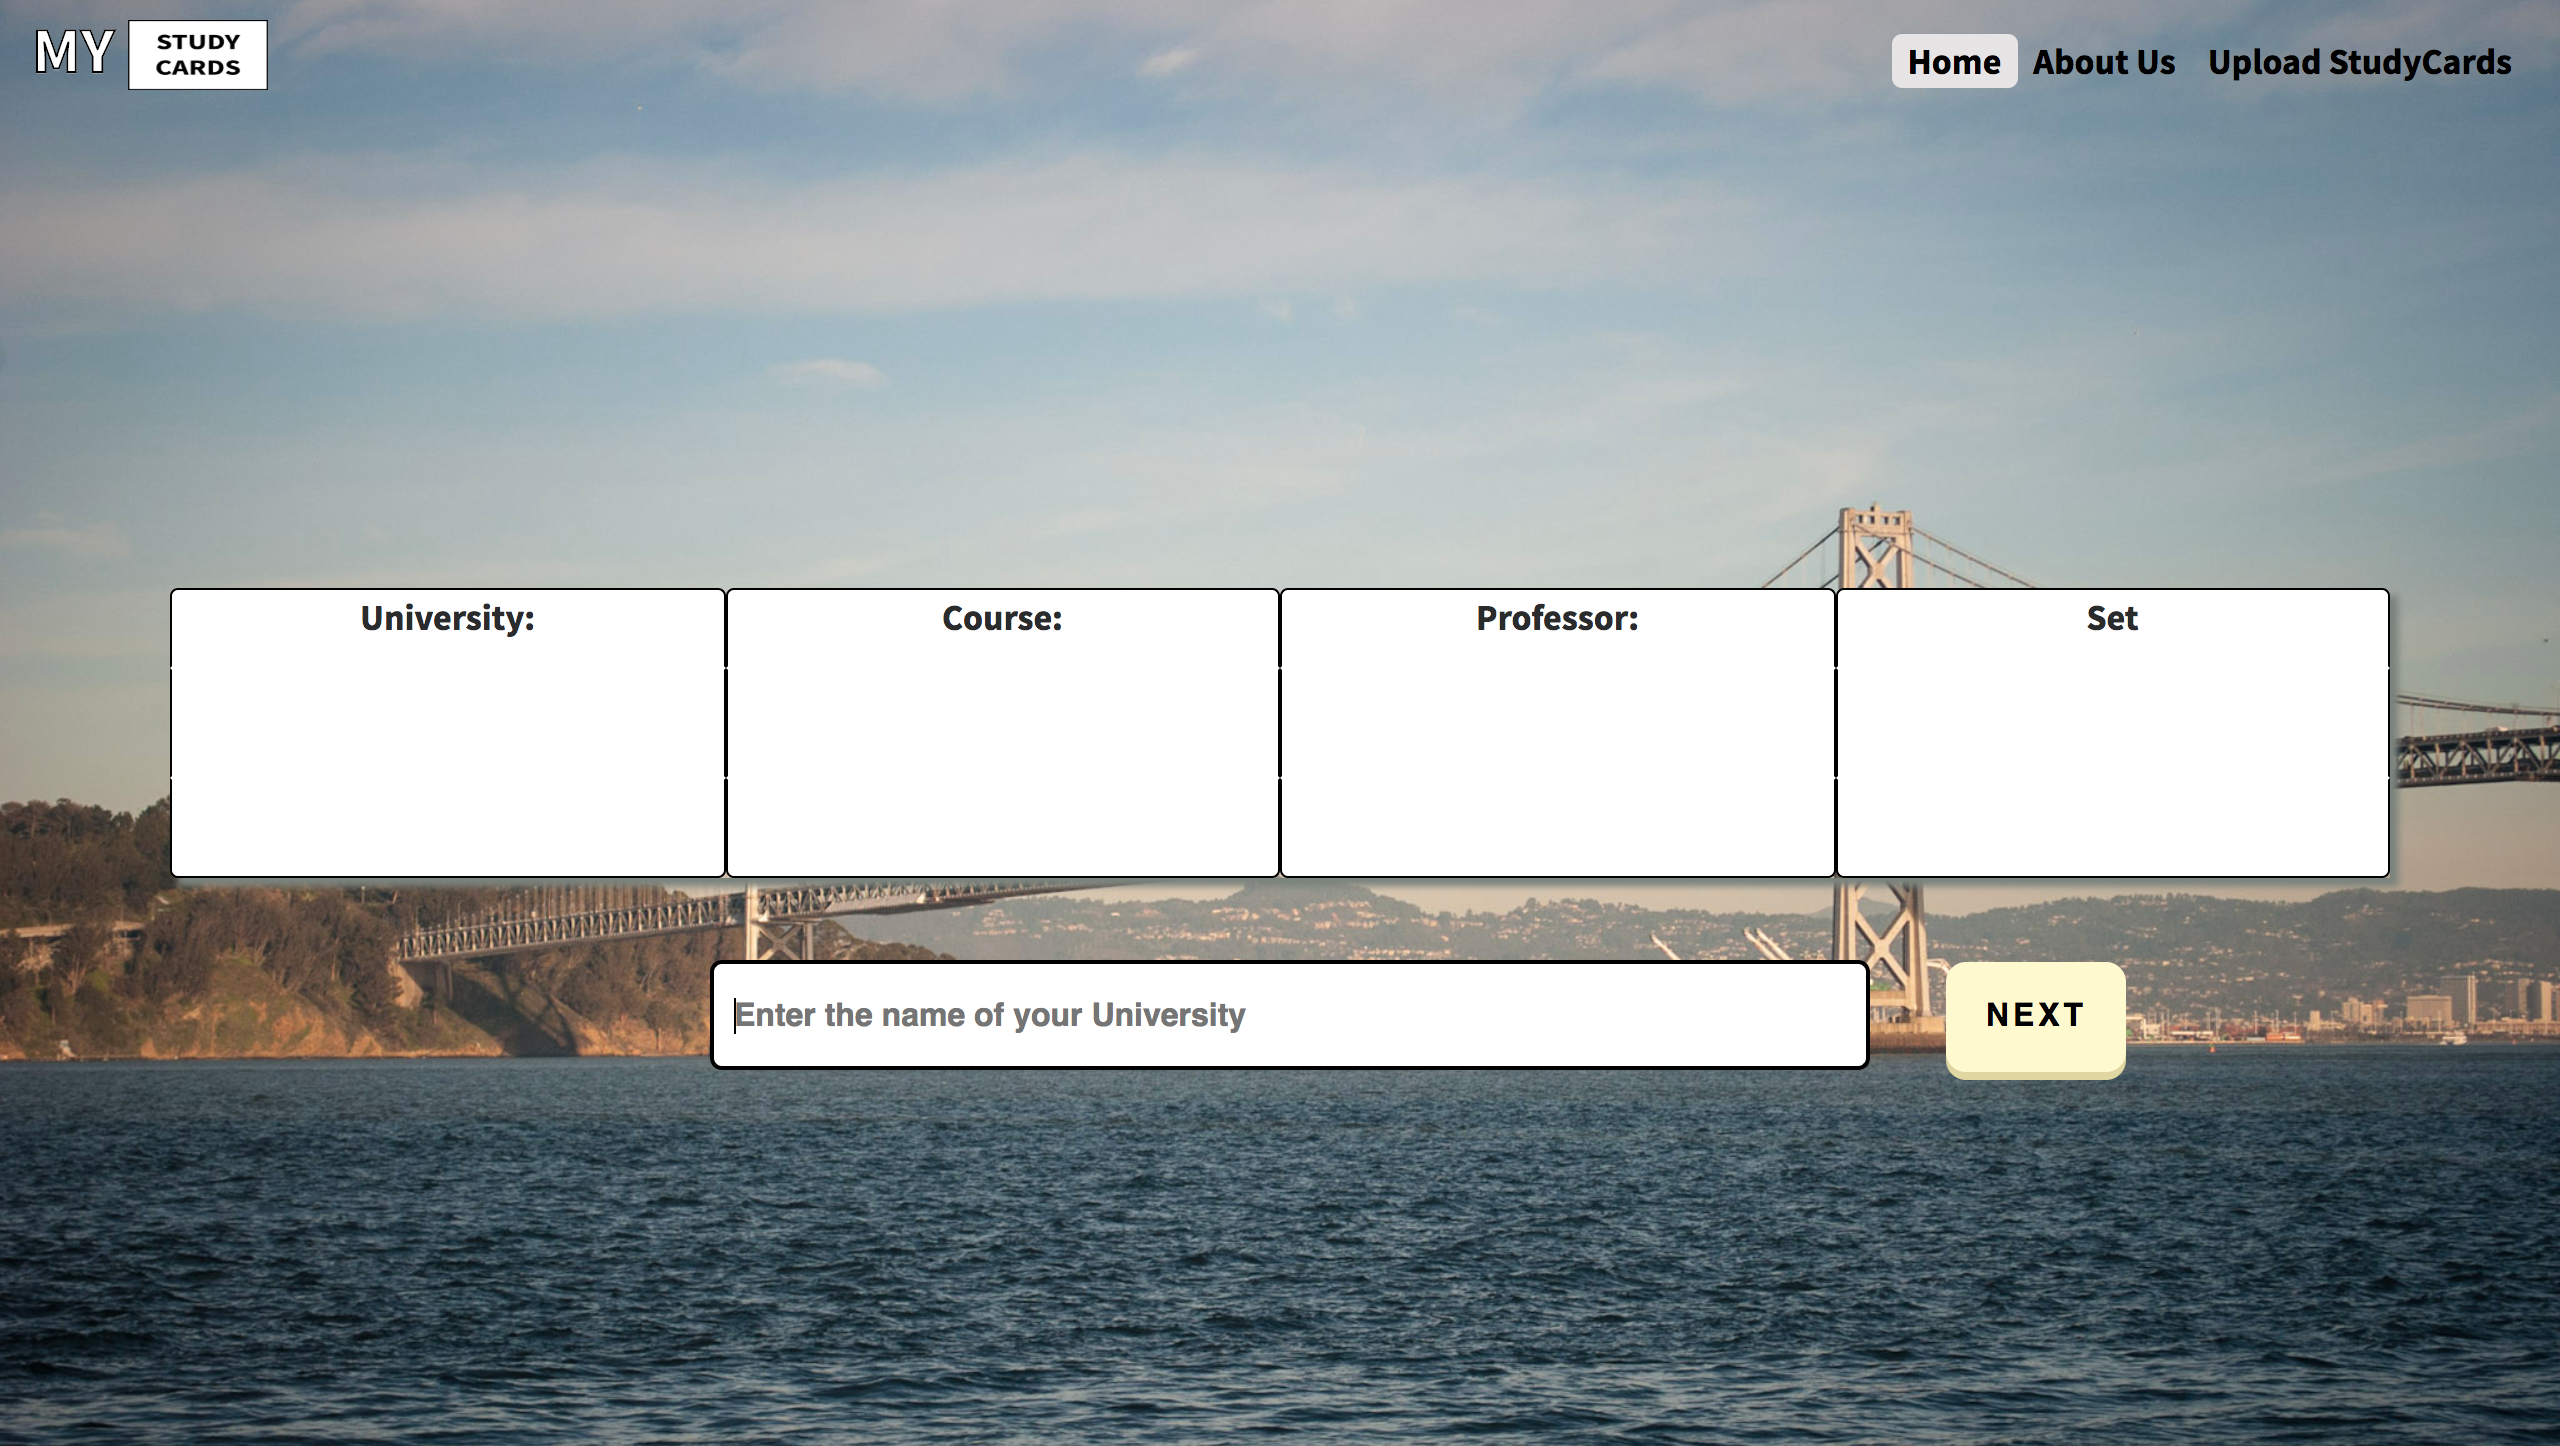 MY STUDY
CARDS
Home About Us Upload StudyCards
University: Course: Professor: Set
Enter the name of your University NEXT